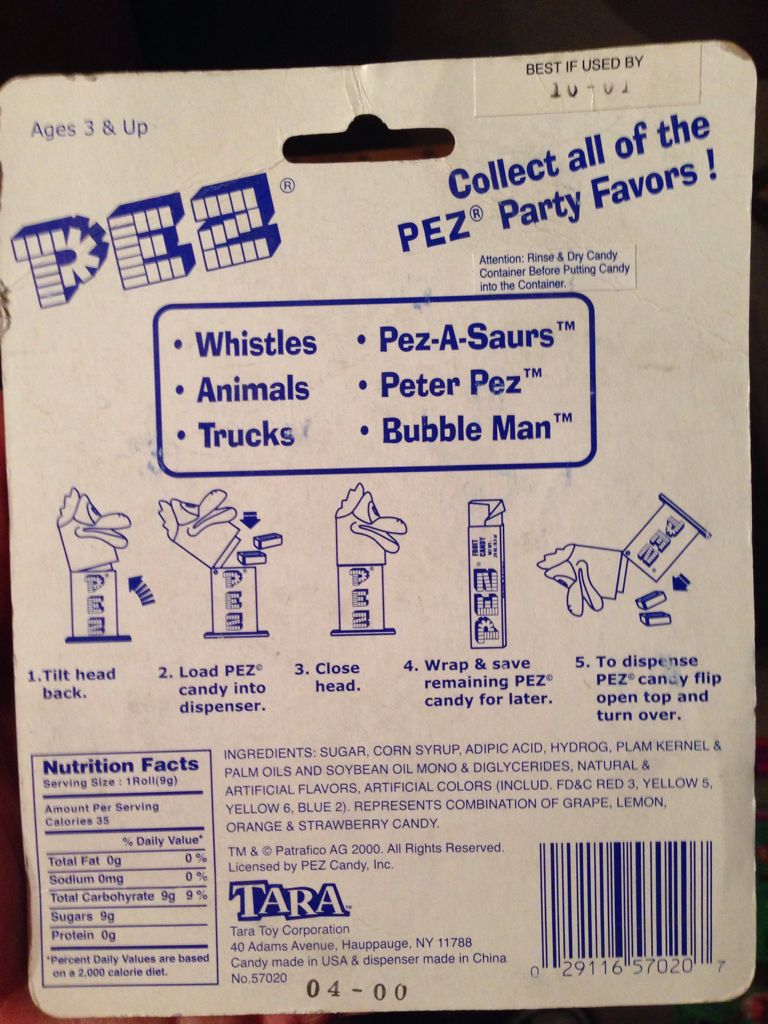 BEST IF USED BY
10-01
Ages 3 & Up
PEZ®
Collect all of the
PEZ® Party Favors !
Attention: Rinse & Dry Candy
Container Before Putting Candy
into the Container.
• Whistles
• Animals
• Trucks
• Pez-A-Saurs™
• Peter Pez™
• Bubble Man™
PEZ
PEZ
PEZ
PEZ
FRUIT
CANDY
PEZ
1. Tilt head
back.
2. Load PEZ©
candy into
dispenser.
3. Close
head.
4. Wrap & save
remaining PEZ©
candy for later.
5. To dispense
PEZ© candy flip
open top and
turn over.
Nutrition Facts
Serving Size : 1Roll(9g)
Amount Per Serving
Calories 35
% Daily Value*
Total Fat 0g 0 %
Sodium 0mg 0 %
Total Carbohyrate 9g 9 %
Sugars 9g
Protein 0g
*Percent Daily Values are based
on a 2,000 calorie diet.
INGREDIENTS: SUGAR, CORN SYRUP, ADIPIC ACID, HYDROG, PLAM KERNEL &
PALM OILS AND SOYBEAN OIL MONO & DIGLYCERIDES, NATURAL &
ARTIFICIAL FLAVORS, ARTIFICIAL COLORS (INCLUD. FD&C RED 3, YELLOW 5,
YELLOW 6, BLUE 2). REPRESENTS COMBINATION OF GRAPE, LEMON,
ORANGE & STRAWBERRY CANDY.
TM & © Patrafico AG 2000. All Rights Reserved.
Licensed by PEZ Candy, Inc.
TARA™
Tara Toy Corporation
40 Adams Avenue, Hauppauge, NY 11788
Candy made in USA & dispenser made in China
No.57020
04-00
0 29116 57020 7